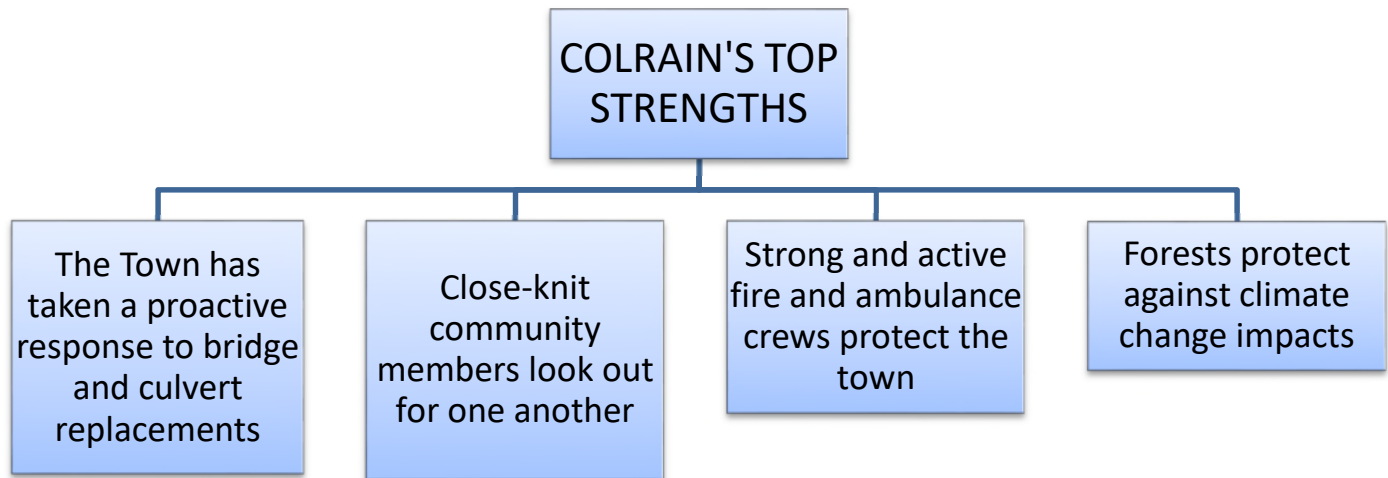 COLRAIN'S TOP
STRENGTHS
The Town has
taken a proactive
response to bridge
and culvert
replacements
Close-knit
community
members look out
for one another
Strong and active
fire and ambulance
crews protect the
town
Forests protect
against climate
change impacts